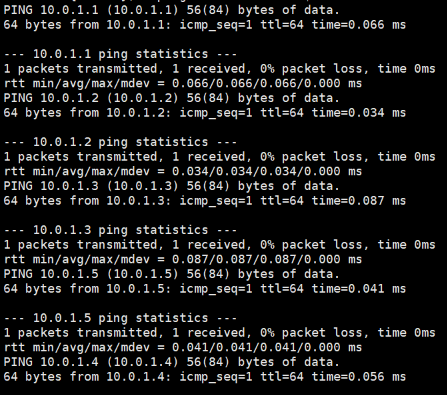 PING 10.0.1.1 (10.0.1.1) 56(84) bytes of data.
64 bytes from 10.0.1.1: icmp_seq=1 ttl=64 time=0.066 ms

--- 10.0.1.1 ping statistics ---
1 packets transmitted, 1 received, 0% packet loss, time 0ms
rtt min/avg/max/mdev = 0.066/0.066/0.066/0.000 ms
PING 10.0.1.2 (10.0.1.2) 56(84) bytes of data.
64 bytes from 10.0.1.2: icmp_seq=1 ttl=64 time=0.034 ms

--- 10.0.1.2 ping statistics ---
1 packets transmitted, 1 received, 0% packet loss, time 0ms
rtt min/avg/max/mdev = 0.034/0.034/0.034/0.000 ms
PING 10.0.1.3 (10.0.1.3) 56(84) bytes of data.
64 bytes from 10.0.1.3: icmp_seq=1 ttl=64 time=0.087 ms

--- 10.0.1.3 ping statistics ---
1 packets transmitted, 1 received, 0% packet loss, time 0ms
rtt min/avg/max/mdev = 0.087/0.087/0.087/0.000 ms
PING 10.0.1.5 (10.0.1.5) 56(84) bytes of data.
64 bytes from 10.0.1.5: icmp_seq=1 ttl=64 time=0.041 ms

--- 10.0.1.5 ping statistics ---
1 packets transmitted, 1 received, 0% packet loss, time 0ms
rtt min/avg/max/mdev = 0.041/0.041/0.041/0.000 ms
PING 10.0.1.4 (10.0.1.4) 56(84) bytes of data.
64 bytes from 10.0.1.4: icmp_seq=1 ttl=64 time=0.056 ms